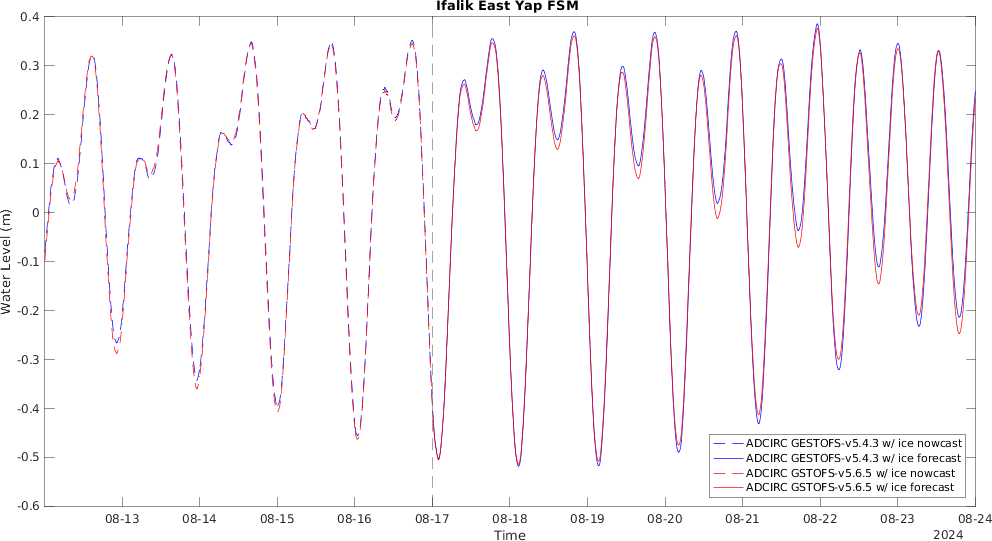 Ifalik East Yap FSM
0.4
0.3
0.2
0.1
0
-0.1
-0.2
-0.3
-0.4
-0.5
-0.6
Water Level (m)
ADCIRC GESTOFS-v5.4.3 w/ ice nowcast
ADCIRC GESTOFS-v5.4.3 w/ ice forecast
ADCIRC GSTOFS-v5.6.5 w/ ice nowcast
ADCIRC GSTOFS-v5.6.5 w/ ice forecast
08-13 08-14 08-15 08-16 08-17 08-18 08-19 08-20 08-21 08-22 08-23 08-24
Time
2024